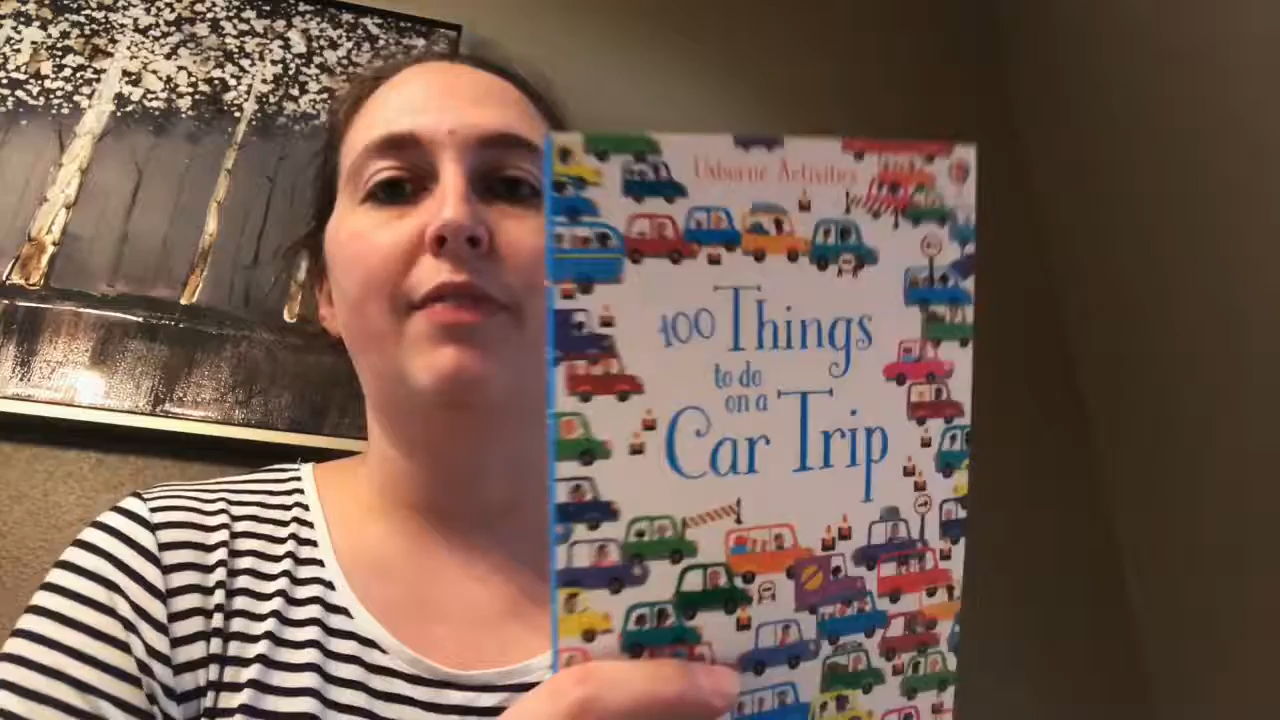 Usborne Activities
100 Things
to do
on a
Car Trip